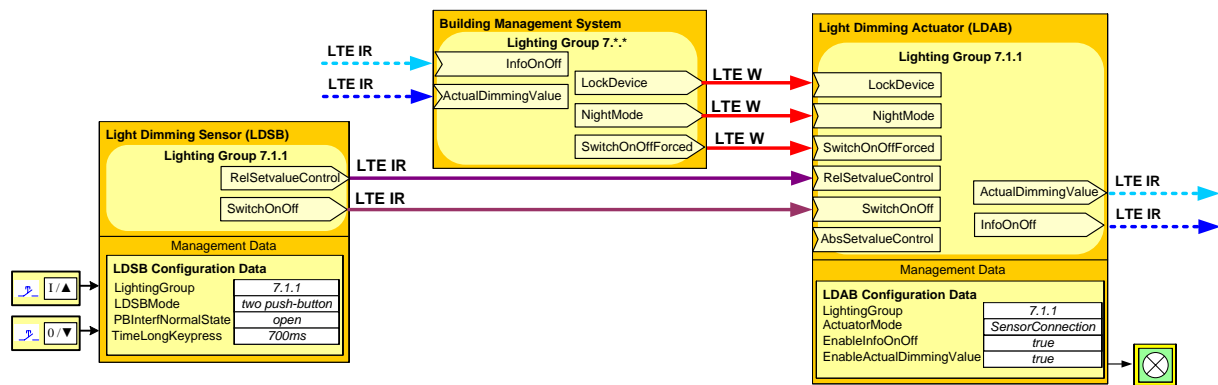 Building Management System
Lighting Group 7.*.*
LTE IR
InfoOnOff
LTE IR
ActualDimmingValue
LockDevice
LTE W
NightMode
LTE W
SwitchOnOffForced
LTE W
Light Dimming Sensor (LDSB)
Lighting Group 7.1.1
RelSetvalueControl
LTE IR
SwitchOnOff
LTE IR
Management Data
LDSB Configuration Data
LightingGroup 7.1.1
LDSBMode two push-button
PBInterfNormalState open
TimeLongKeypress 700ms
I/▲
0/▼
Light Dimming Actuator (LDAB)
Lighting Group 7.1.1
LockDevice
NightMode
SwitchOnOffForced
RelSetvalueControl
SwitchOnOff
AbsSetvalueControl
ActualDimmingValue
LTE IR
InfoOnOff
LTE IR
Management Data
LDAB Configuration Data
LightingGroup 7.1.1
ActuatorMode SensorConnection
EnableInfoOnOff true
EnableActualDimmingValue true